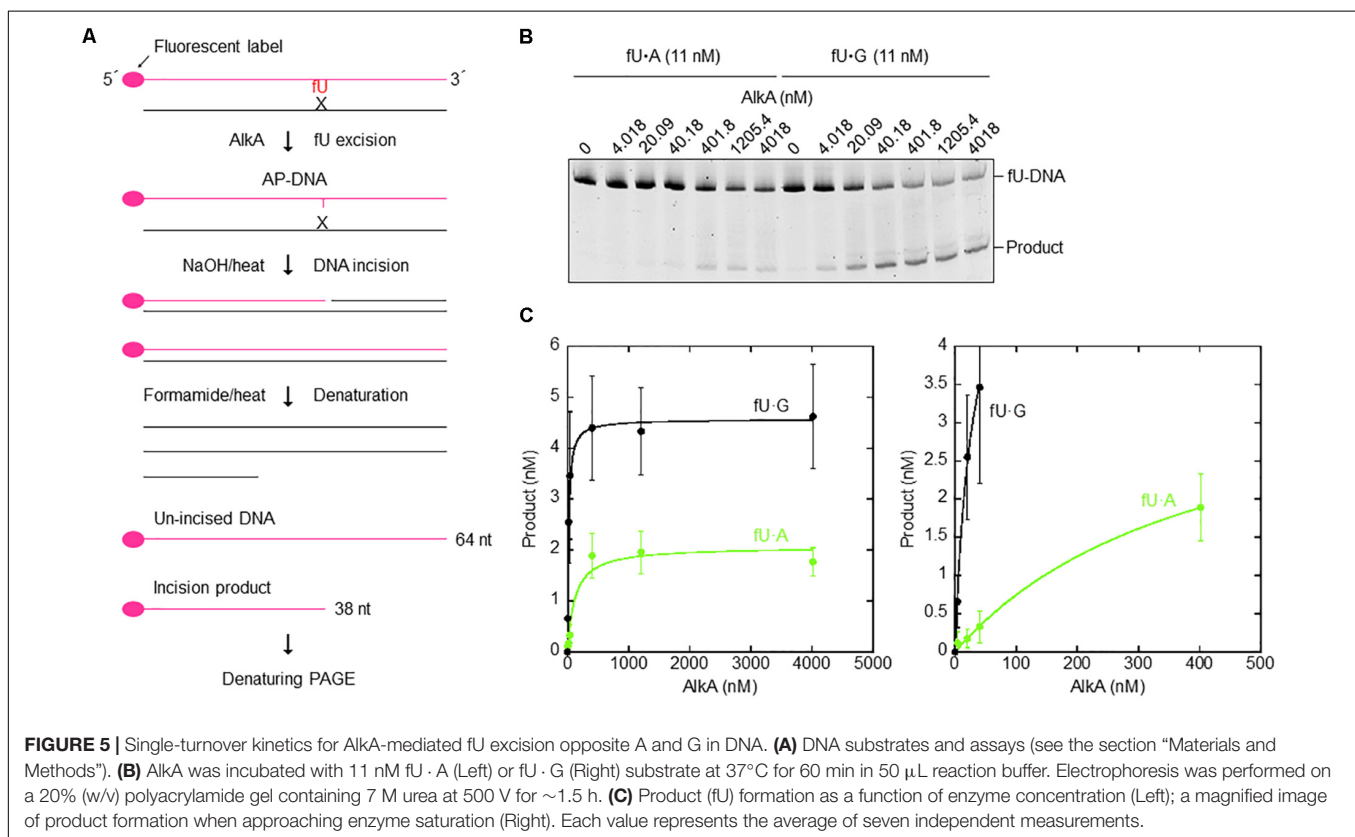 A
Fluorescent label
5´
3´
fU
X
AlkA
fU excision
AP-DNA
X
NaOH/heat
DNA incision
Formamide/heat
Denaturation
Un-incised DNA
64 nt
Incision product
38 nt
Denaturing PAGE
B
fU•A (11 nM)
fU•G (11 nM)
AlkA (nM)
0 4.018 20.09 40.18 401.8 1205.4 4018 0 4.018 20.09 40.18 401.8 1205.4 4018
fU-DNA
Product
C
6
5
4
3
2
1
0
Product (nM)
fU·G
fU·A
0 1000 2000 3000 4000 5000
AlkA (nM)
4
3.5
3
2.5
2
1.5
1
0.5
0
Product (nM)
fU·G
fU·A
0 100 200 300 400 500
AlkA (nM)
FIGURE 5 | Single-turnover kinetics for AlkA-mediated fU excision opposite A and G in DNA. (A) DNA substrates and assays (see the section “Materials and
Methods”). (B) AlkA was incubated with 11 nM fU · A (Left) or fU · G (Right) substrate at 37°C for 60 min in 50 μL reaction buffer. Electrophoresis was performed on
a 20% (w/v) polyacrylamide gel containing 7 M urea at 500 V for ∼1.5 h. (C) Product (fU) formation as a function of enzyme concentration (Left); a magnified image
of product formation when approaching enzyme saturation (Right). Each value represents the average of seven independent measurements.